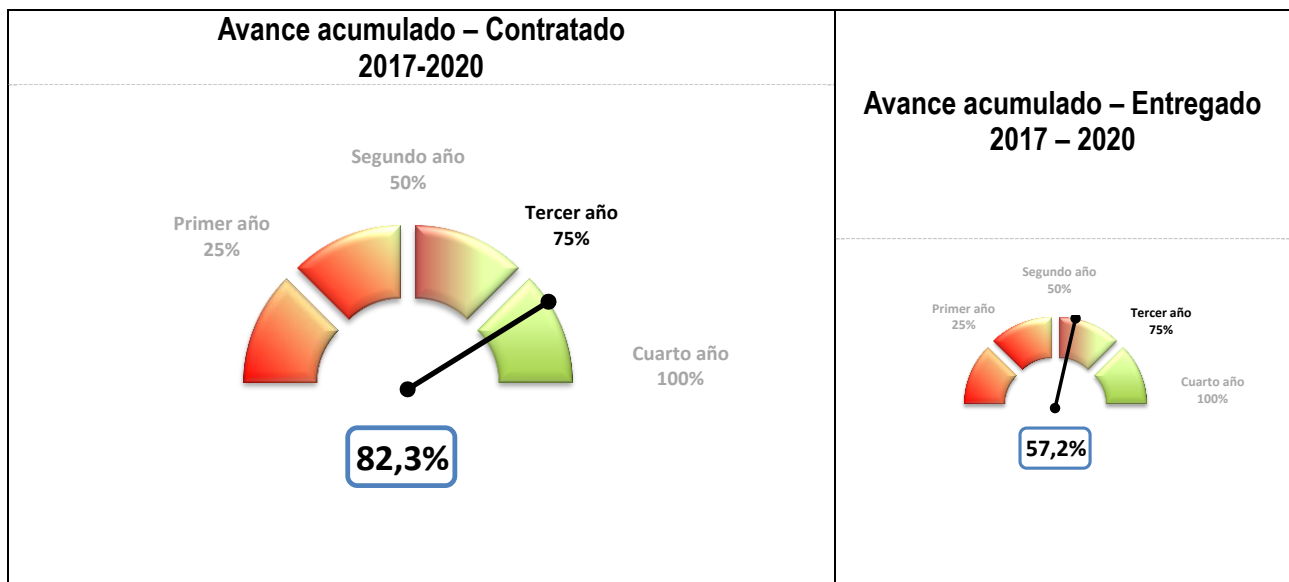 Avance acumulado – Contratado
2017-2020
Segundo año
50%
Primer año
25%
Tercer año
75%
Cuarto año
100%
82,3%
Avance acumulado – Entregado
2017 – 2020
Segundo año
50%
Primer año
25%
Tercer año
75%
Cuarto año
100%
57,2%